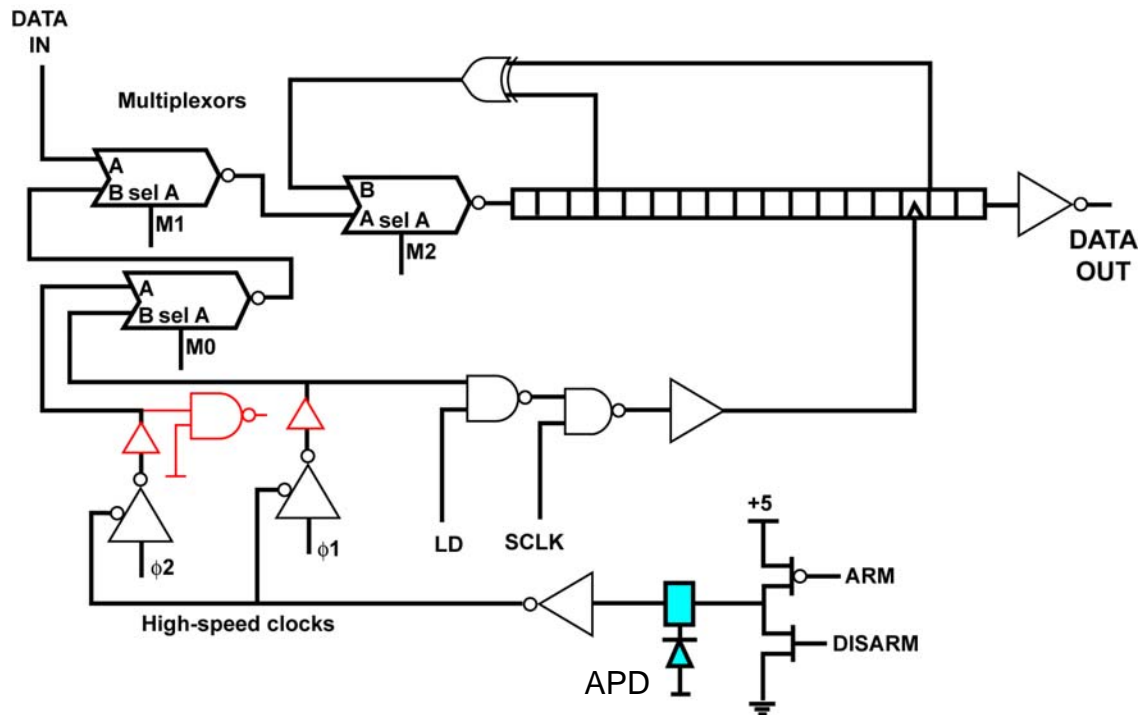 DATA
IN
Multiplexors
A
B sel A
M1
B
A sel A
M2
DATA
OUT
A
B sel A
M0
LD
SCLK
ϕ2
ϕ1
High-speed clocks
+5
ARM
DISARM
APD